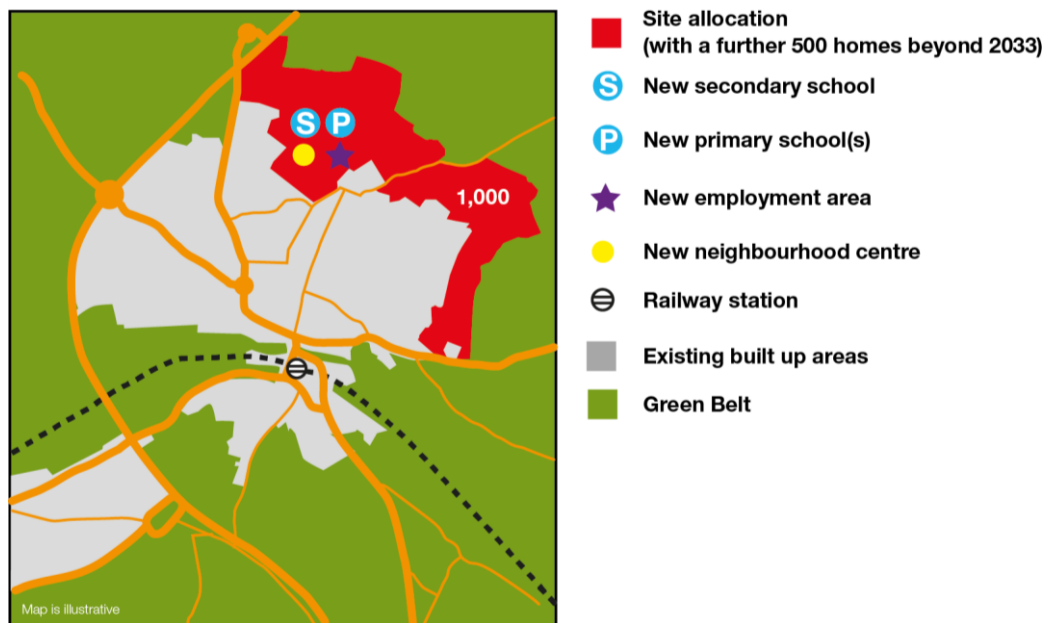 Site allocation
(with a further 500 homes beyond 2033)
S New secondary school
P New primary school(s)
New employment area
New neighbourhood centre
Railway station
Existing built up areas
Green Belt
S P
1,000
Map is illustrative